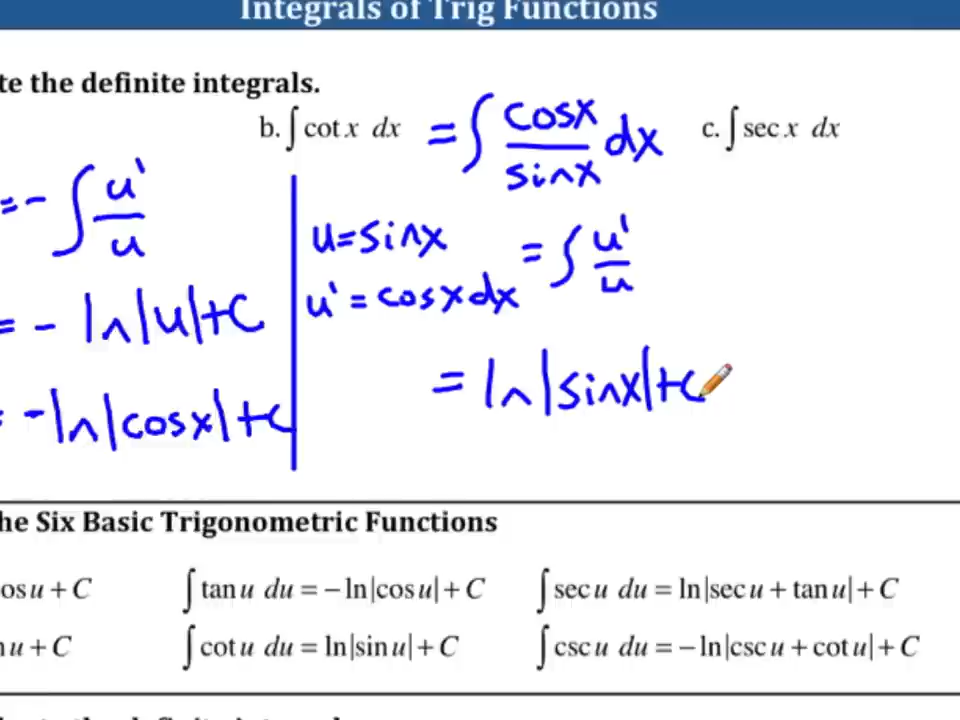 Integrals of Trig Functions
te the definite integrals.
b. ∫ cot x dx = ∫ cosx/sinx dx
c. ∫ sec x dx
= - ∫ u'/u
= - ln|u|+C
= -ln|cosx|+C
u=sinx
u' = cosxdx
= ∫ u'/u
= ln|sinx|+C
he Six Basic Trigonometric Functions
os u + C
∫ tan u du = −ln|cos u| + C
∫ sec u du = ln|sec u + tan u| + C
u + C
∫ cot u du = ln|sin u| + C
∫ csc u du = −ln|csc u + cot u| + C